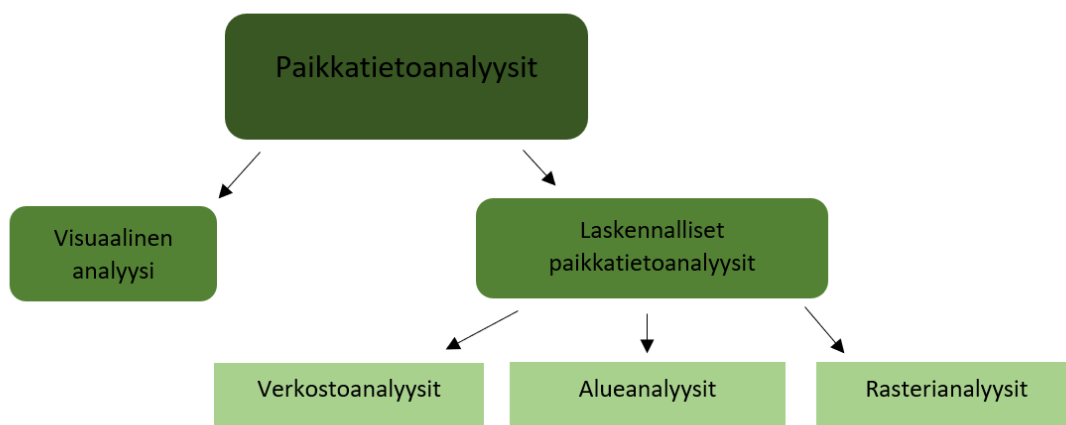 Paikkatietoanalyysit
Visuaalinen
analyysi
Laskennalliset
paikkatietoanalyysit
Verkostoanalyysit
Alueanalyysit
Rasterianalyysit